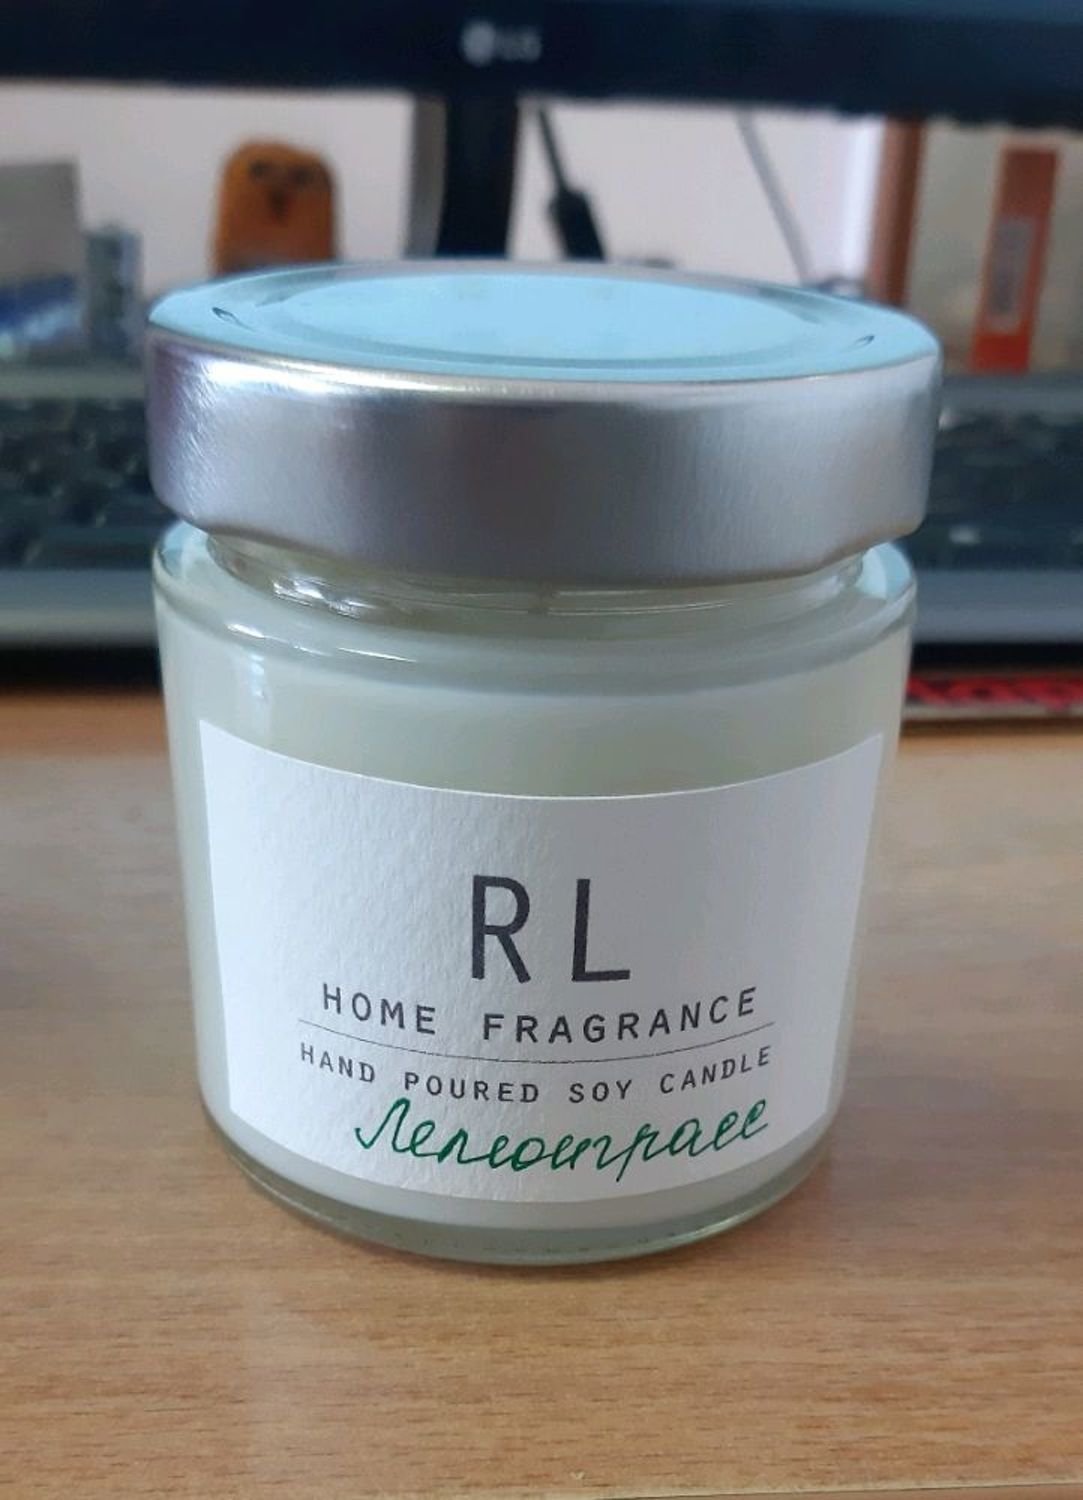 LG
RL
HOME FRAGRANCE
HAND POURED SOY CANDLE
Лемонграсс